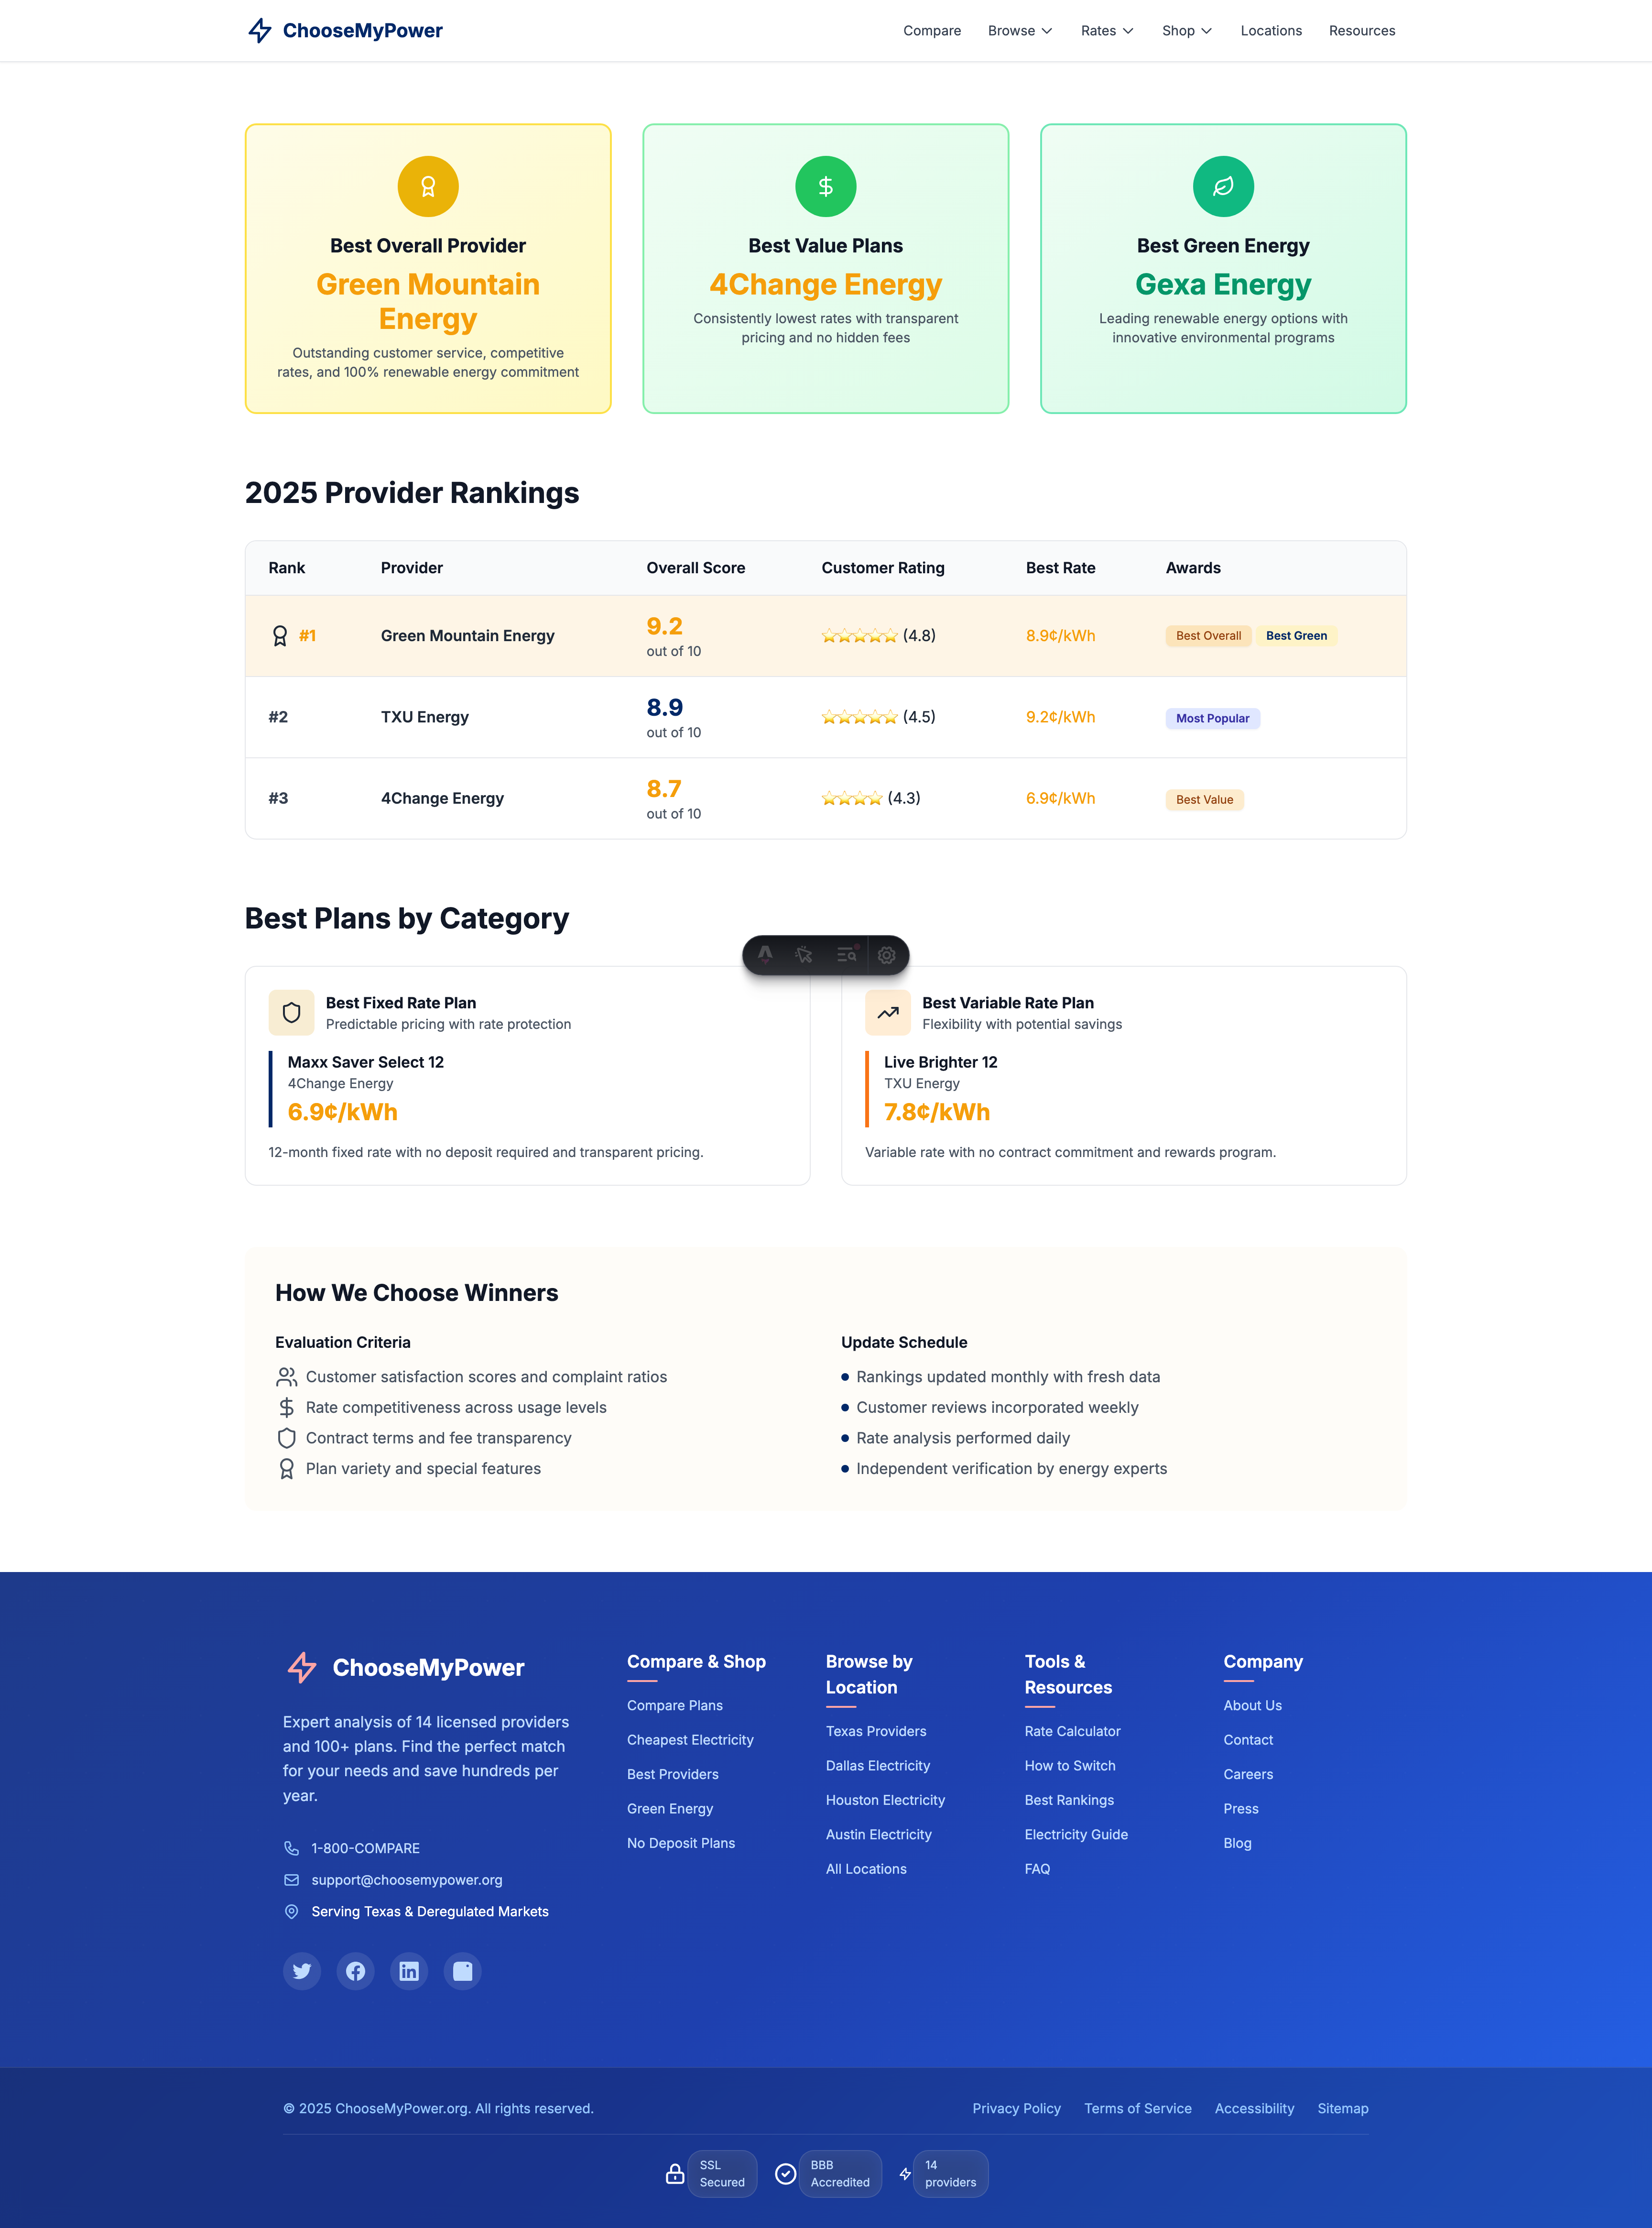 ChooseMyPower
Compare Browse Rates Shop Locations Resources
Best Overall Provider
Green Mountain
Energy
Outstanding customer service, competitive
rates, and 100% renewable energy commitment
Best Value Plans
4Change Energy
Consistently lowest rates with transparent
pricing and no hidden fees
Best Green Energy
Gexa Energy
Leading renewable energy options with
innovative environmental programs
2025 Provider Rankings
Rank Provider Overall Score Customer Rating Best Rate Awards
#1 Green Mountain Energy 9.2 out of 10 ⭐⭐⭐⭐⭐ (4.8) 8.9¢/kWh Best Overall Best Green
#2 TXU Energy 8.9 out of 10 ⭐⭐⭐⭐⭐ (4.5) 9.2¢/kWh Most Popular
#3 4Change Energy 8.7 out of 10 ⭐⭐⭐⭐ (4.3) 6.9¢/kWh Best Value
Best Plans by Category
Best Fixed Rate Plan
Predictable pricing with rate protection
Maxx Saver Select 12
4Change Energy
6.9¢/kWh
12-month fixed rate with no deposit required and transparent pricing.
Best Variable Rate Plan
Flexibility with potential savings
Live Brighter 12
TXU Energy
7.8¢/kWh
Variable rate with no contract commitment and rewards program.
How We Choose Winners
Evaluation Criteria
Customer satisfaction scores and complaint ratios
Rate competitiveness across usage levels
Contract terms and fee transparency
Plan variety and special features
Update Schedule
Rankings updated monthly with fresh data
Customer reviews incorporated weekly
Rate analysis performed daily
Independent verification by energy experts
ChooseMyPower
Expert analysis of 14 licensed providers
and 100+ plans. Find the perfect match
for your needs and save hundreds per
year.
1-800-COMPARE
support@choosemypower.org
Serving Texas & Deregulated Markets
Compare & Shop
Compare Plans
Cheapest Electricity
Best Providers
Green Energy
No Deposit Plans
Browse by
Location
Texas Providers
Dallas Electricity
Houston Electricity
Austin Electricity
All Locations
Tools &
Resources
Rate Calculator
How to Switch
Best Rankings
Electricity Guide
FAQ
Company
About Us
Contact
Careers
Press
Blog
© 2025 ChooseMyPower.org. All rights reserved.
Privacy Policy Terms of Service Accessibility Sitemap
SSL
Secured
BBB
Accredited
14
providers